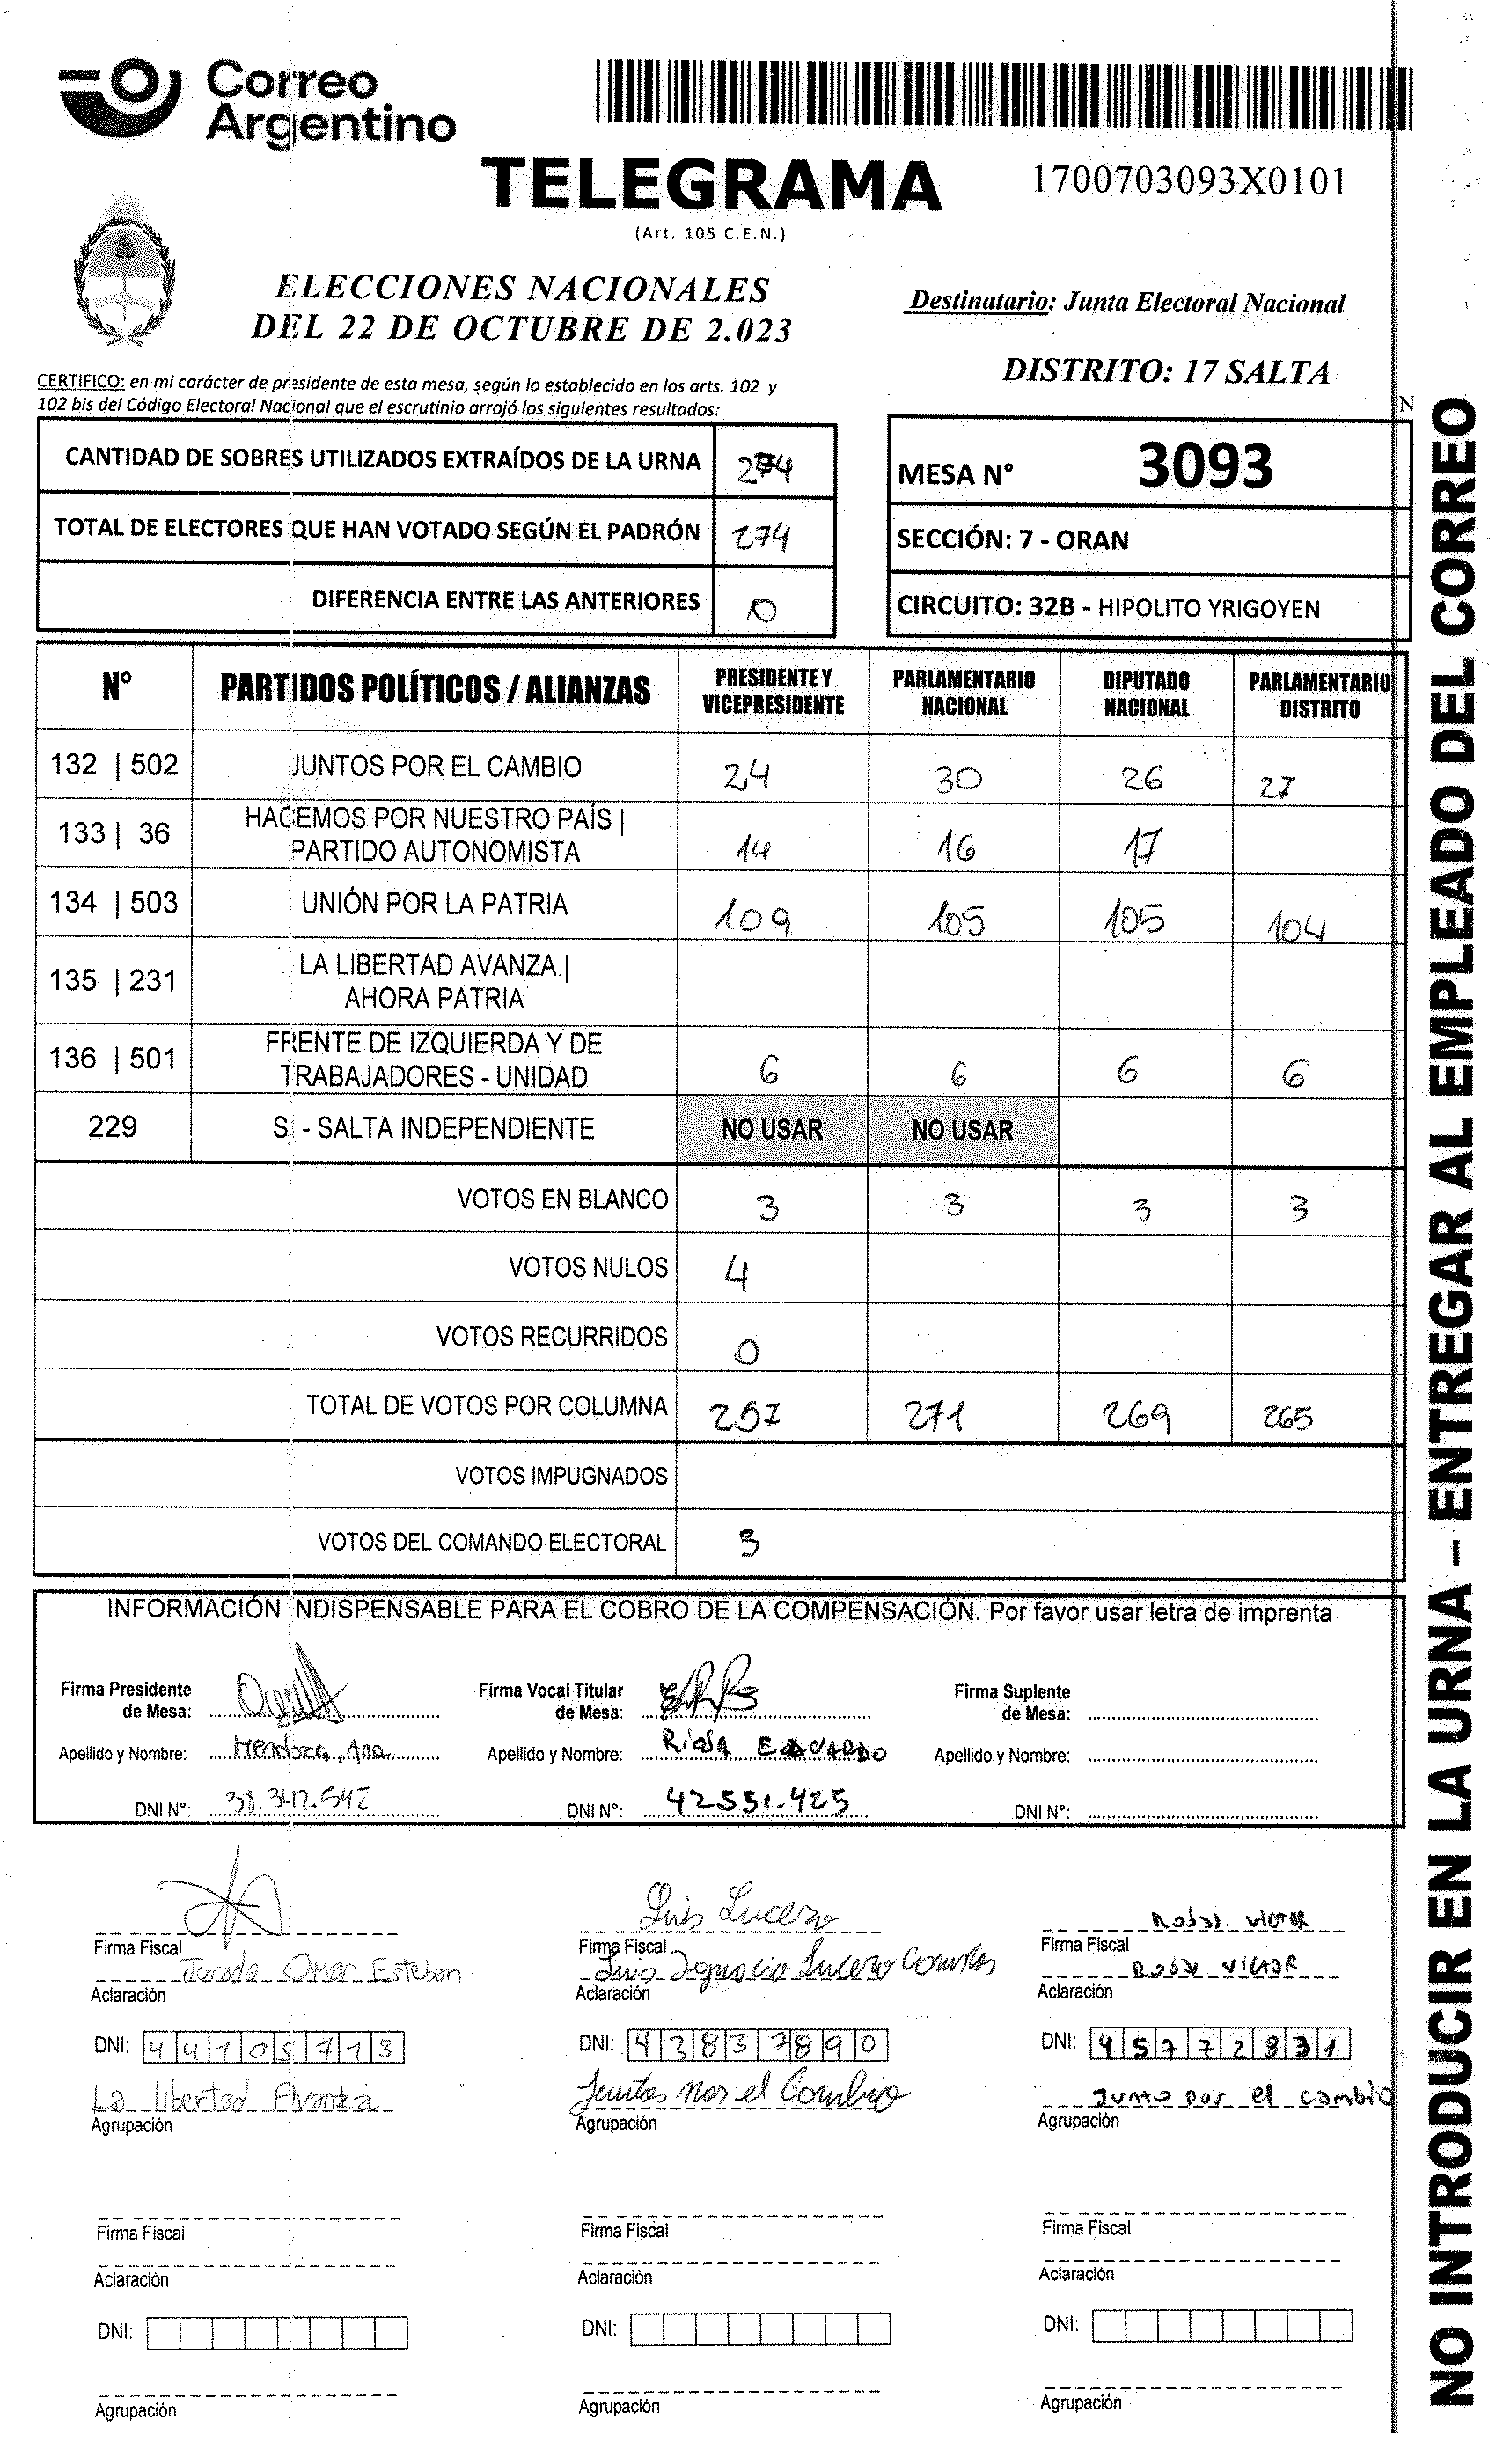 Correo
Argentino
TELEGRAMA
1700703093X0101
(Art. 105 C.E.N.)
ELECCIONES NACIONALES
DEL 22 DE OCTUBRE DE 2.023
Destinatario: Junta Electoral Nacional
DISTRITO: 17 SALTA
CERTIFICO: en mi carácter de presidente de esta mesa, según lo establecido en los arts. 102 y
102 bis del Código Electoral Nacional que el escrutinio arrojó los siguientes resultados:
CANTIDAD DE SOBRES UTILIZADOS EXTRAÍDOS DE LA URNA 274
TOTAL DE ELECTORES QUE HAN VOTADO SEGÚN EL PADRÓN 274
DIFERENCIA ENTRE LAS ANTERIORES 0
N
MESA N° 3093
SECCIÓN: 7 - ORAN
CIRCUITO: 32B - HIPOLITO YRIGOYEN
N° PARTIDOS POLÍTICOS / ALIANZAS PRESIDENTE Y VICEPRESIDENTE PARLAMENTARIO NACIONAL DIPUTADO NACIONAL PARLAMENTARIO DISTRITO
132 | 502 JUNTOS POR EL CAMBIO 24 30 26 27
133 | 36 HACEMOS POR NUESTRO PAÍS | PARTIDO AUTONOMISTA 14 16 17
134 | 503 UNIÓN POR LA PATRIA 109 105 105 104
135 | 231 LA LIBERTAD AVANZA | AHORA PATRIA
136 | 501 FRENTE DE IZQUIERDA Y DE TRABAJADORES - UNIDAD 6 6 6 6
229 S - SALTA INDEPENDIENTE NO USAR NO USAR
VOTOS EN BLANCO 3 3 3 3
VOTOS NULOS 4
VOTOS RECURRIDOS 0
TOTAL DE VOTOS POR COLUMNA 257 271 269 265
VOTOS IMPUGNADOS
VOTOS DEL COMANDO ELECTORAL 3
INFORMACIÓN NDISPENSABLE PARA EL COBRO DE LA COMPENSACIÓN. Por favor usar letra de imprenta
Firma Presidente de Mesa:
Firma Vocal Titular de Mesa:
Firma Suplente de Mesa:
Apellido y Nombre: Mendoza, Ana
Apellido y Nombre: EDUARDO
Apellido y Nombre:
DNI N°: 38.342.547
DNI N°: 42551.425
DNI N°:
Luis Lucero
VICTOR
Firma Fiscal
Firma Fiscal
Firma Fiscal
Jurado Omar Esteban
Luis Ignacio Lucero
VICTOR
Aclaración
Aclaración
Aclaración
DNI: 44105713
DNI: 43837890
DNI: 45772831
La libertad Avanza
Juntos por el Cambio
Junto por el cambio
Agrupación
Agrupación
Agrupación
Firma Fiscal
Firma Fiscal
Firma Fiscal
Aclaración
Aclaración
Aclaración
DNI:
DNI:
DNI:
Agrupación
Agrupación
Agrupación
NO INTRODUCIR EN LA URNA – ENTREGAR AL EMPLEADO DEL CORREO